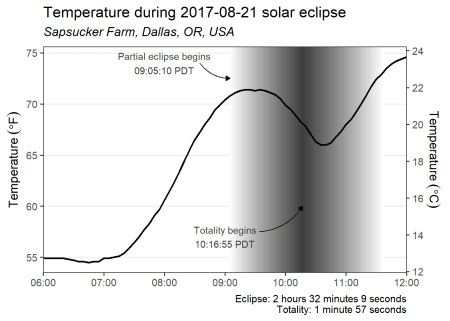 Temperature during 2017-08-21 solar eclipse
Sapsucker Farm, Dallas, OR, USA
Partial eclipse begins
09:05:10 PDT
Totality begins
10:16:55 PDT
Temperature (°F)
75
70
65
60
55
Temperature (°C)
24
22
20
18
16
14
12
06:00 07:00 08:00 09:00 10:00 11:00 12:00
Eclipse: 2 hours 32 minutes 9 seconds
Totality: 1 minute 57 seconds